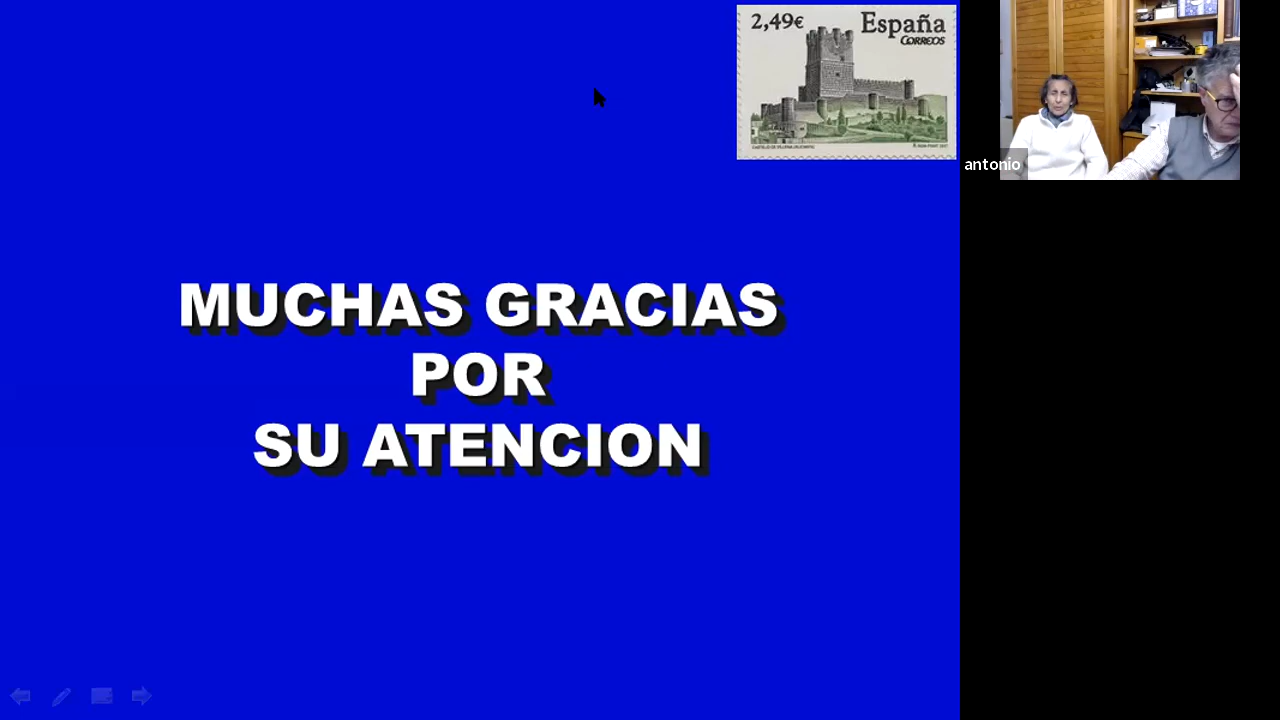 2,49€
España
CORREOS
MUCHAS GRACIAS
POR
SU ATENCION
antonio